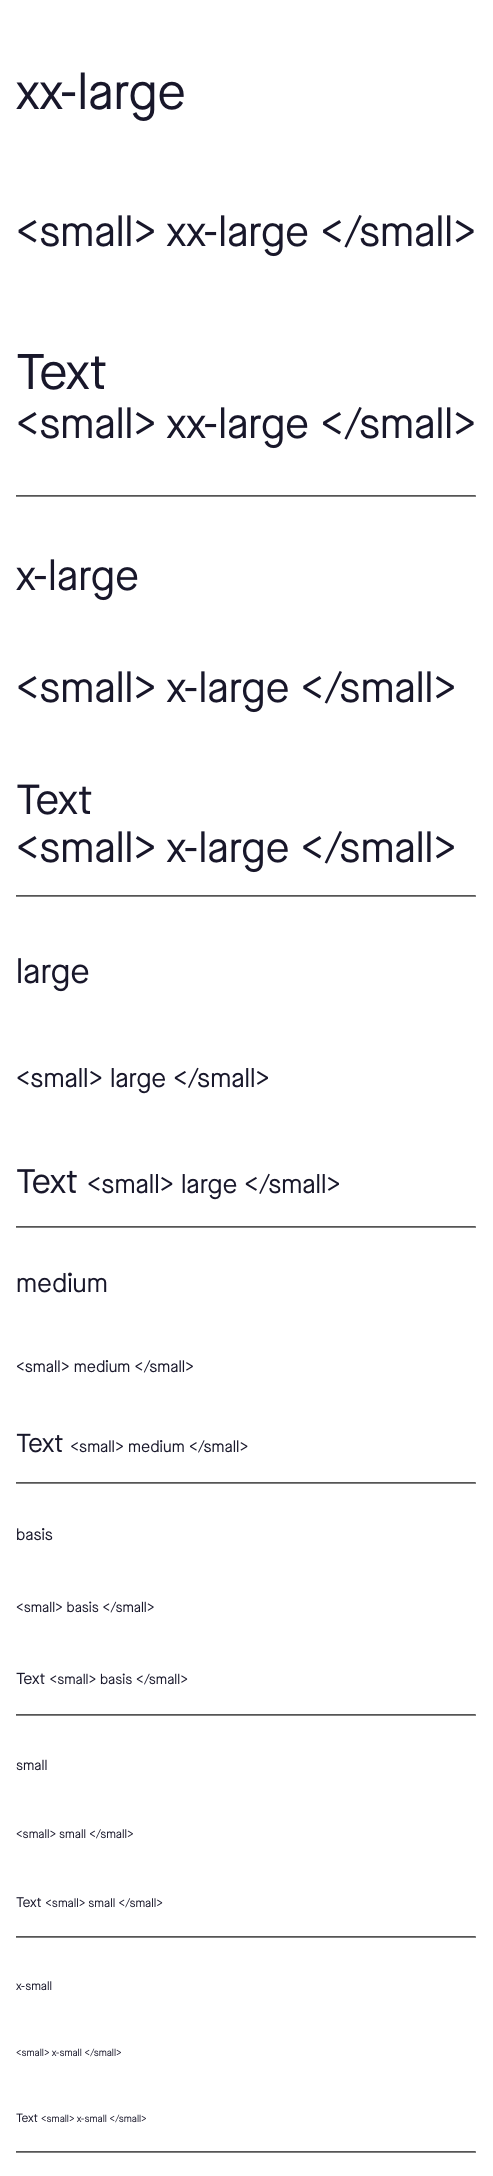 xx-large
<small> xx-large </small>
Text
<small> xx-large </small>
x-large
<small> x-large </small>
Text
<small> x-large </small>
large
<small> large </small>
Text <small> large </small>
medium
<small> medium </small>
Text <small> medium </small>
basis
<small> basis </small>
Text <small> basis </small>
small
<small> small </small>
Text <small> small </small>
x-small
<small> x-small </small>
Text <small> x-small </small>